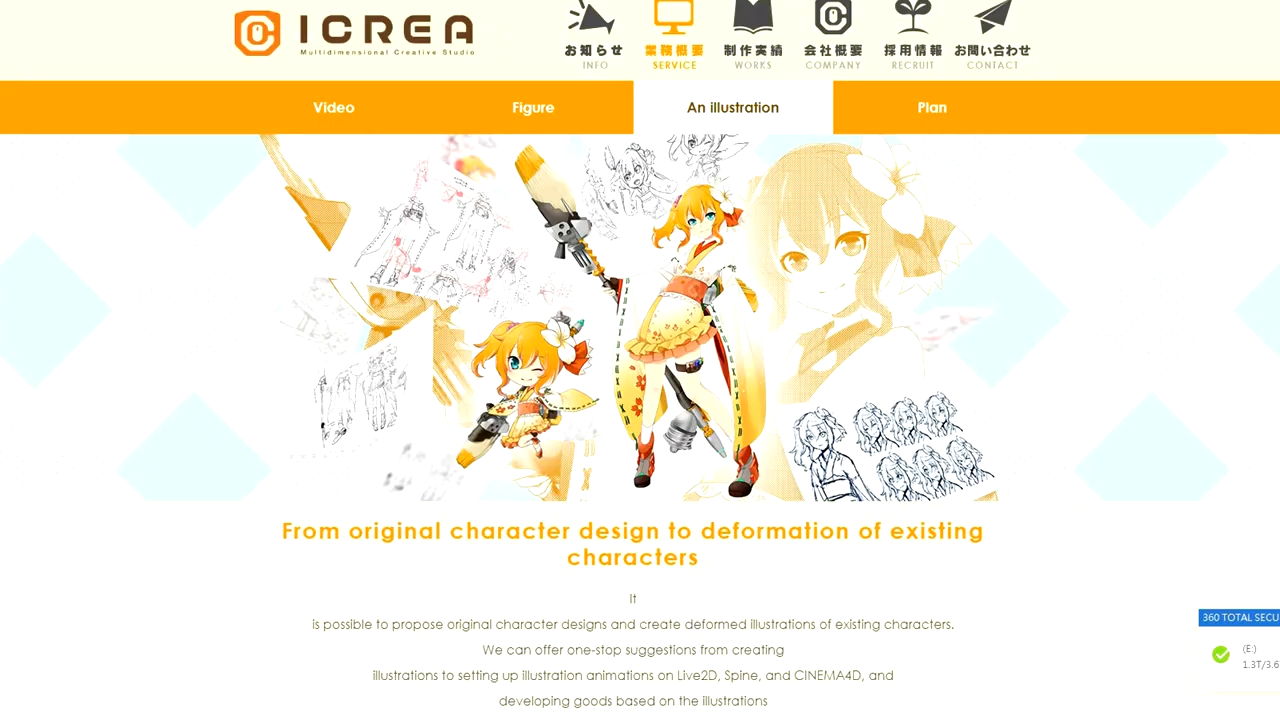 ICREA
Multidimensional Creative Studio
お知らせ
INFO
業務概要
SERVICE
制作実績
WORKS
会社概要
COMPANY
採用情報
RECRUIT
お問い合わせ
CONTACT
Video
Figure
An illustration
Plan
From original character design to deformation of existing
characters
It
is possible to propose original character designs and create deformed illustrations of existing characters.
We can offer one-stop suggestions from creating
illustrations to setting up illustration animations on Live2D, Spine, and CINEMA4D, and
developing goods based on the illustrations
360 TOTAL SECU
(E:)
1.3T/3.6